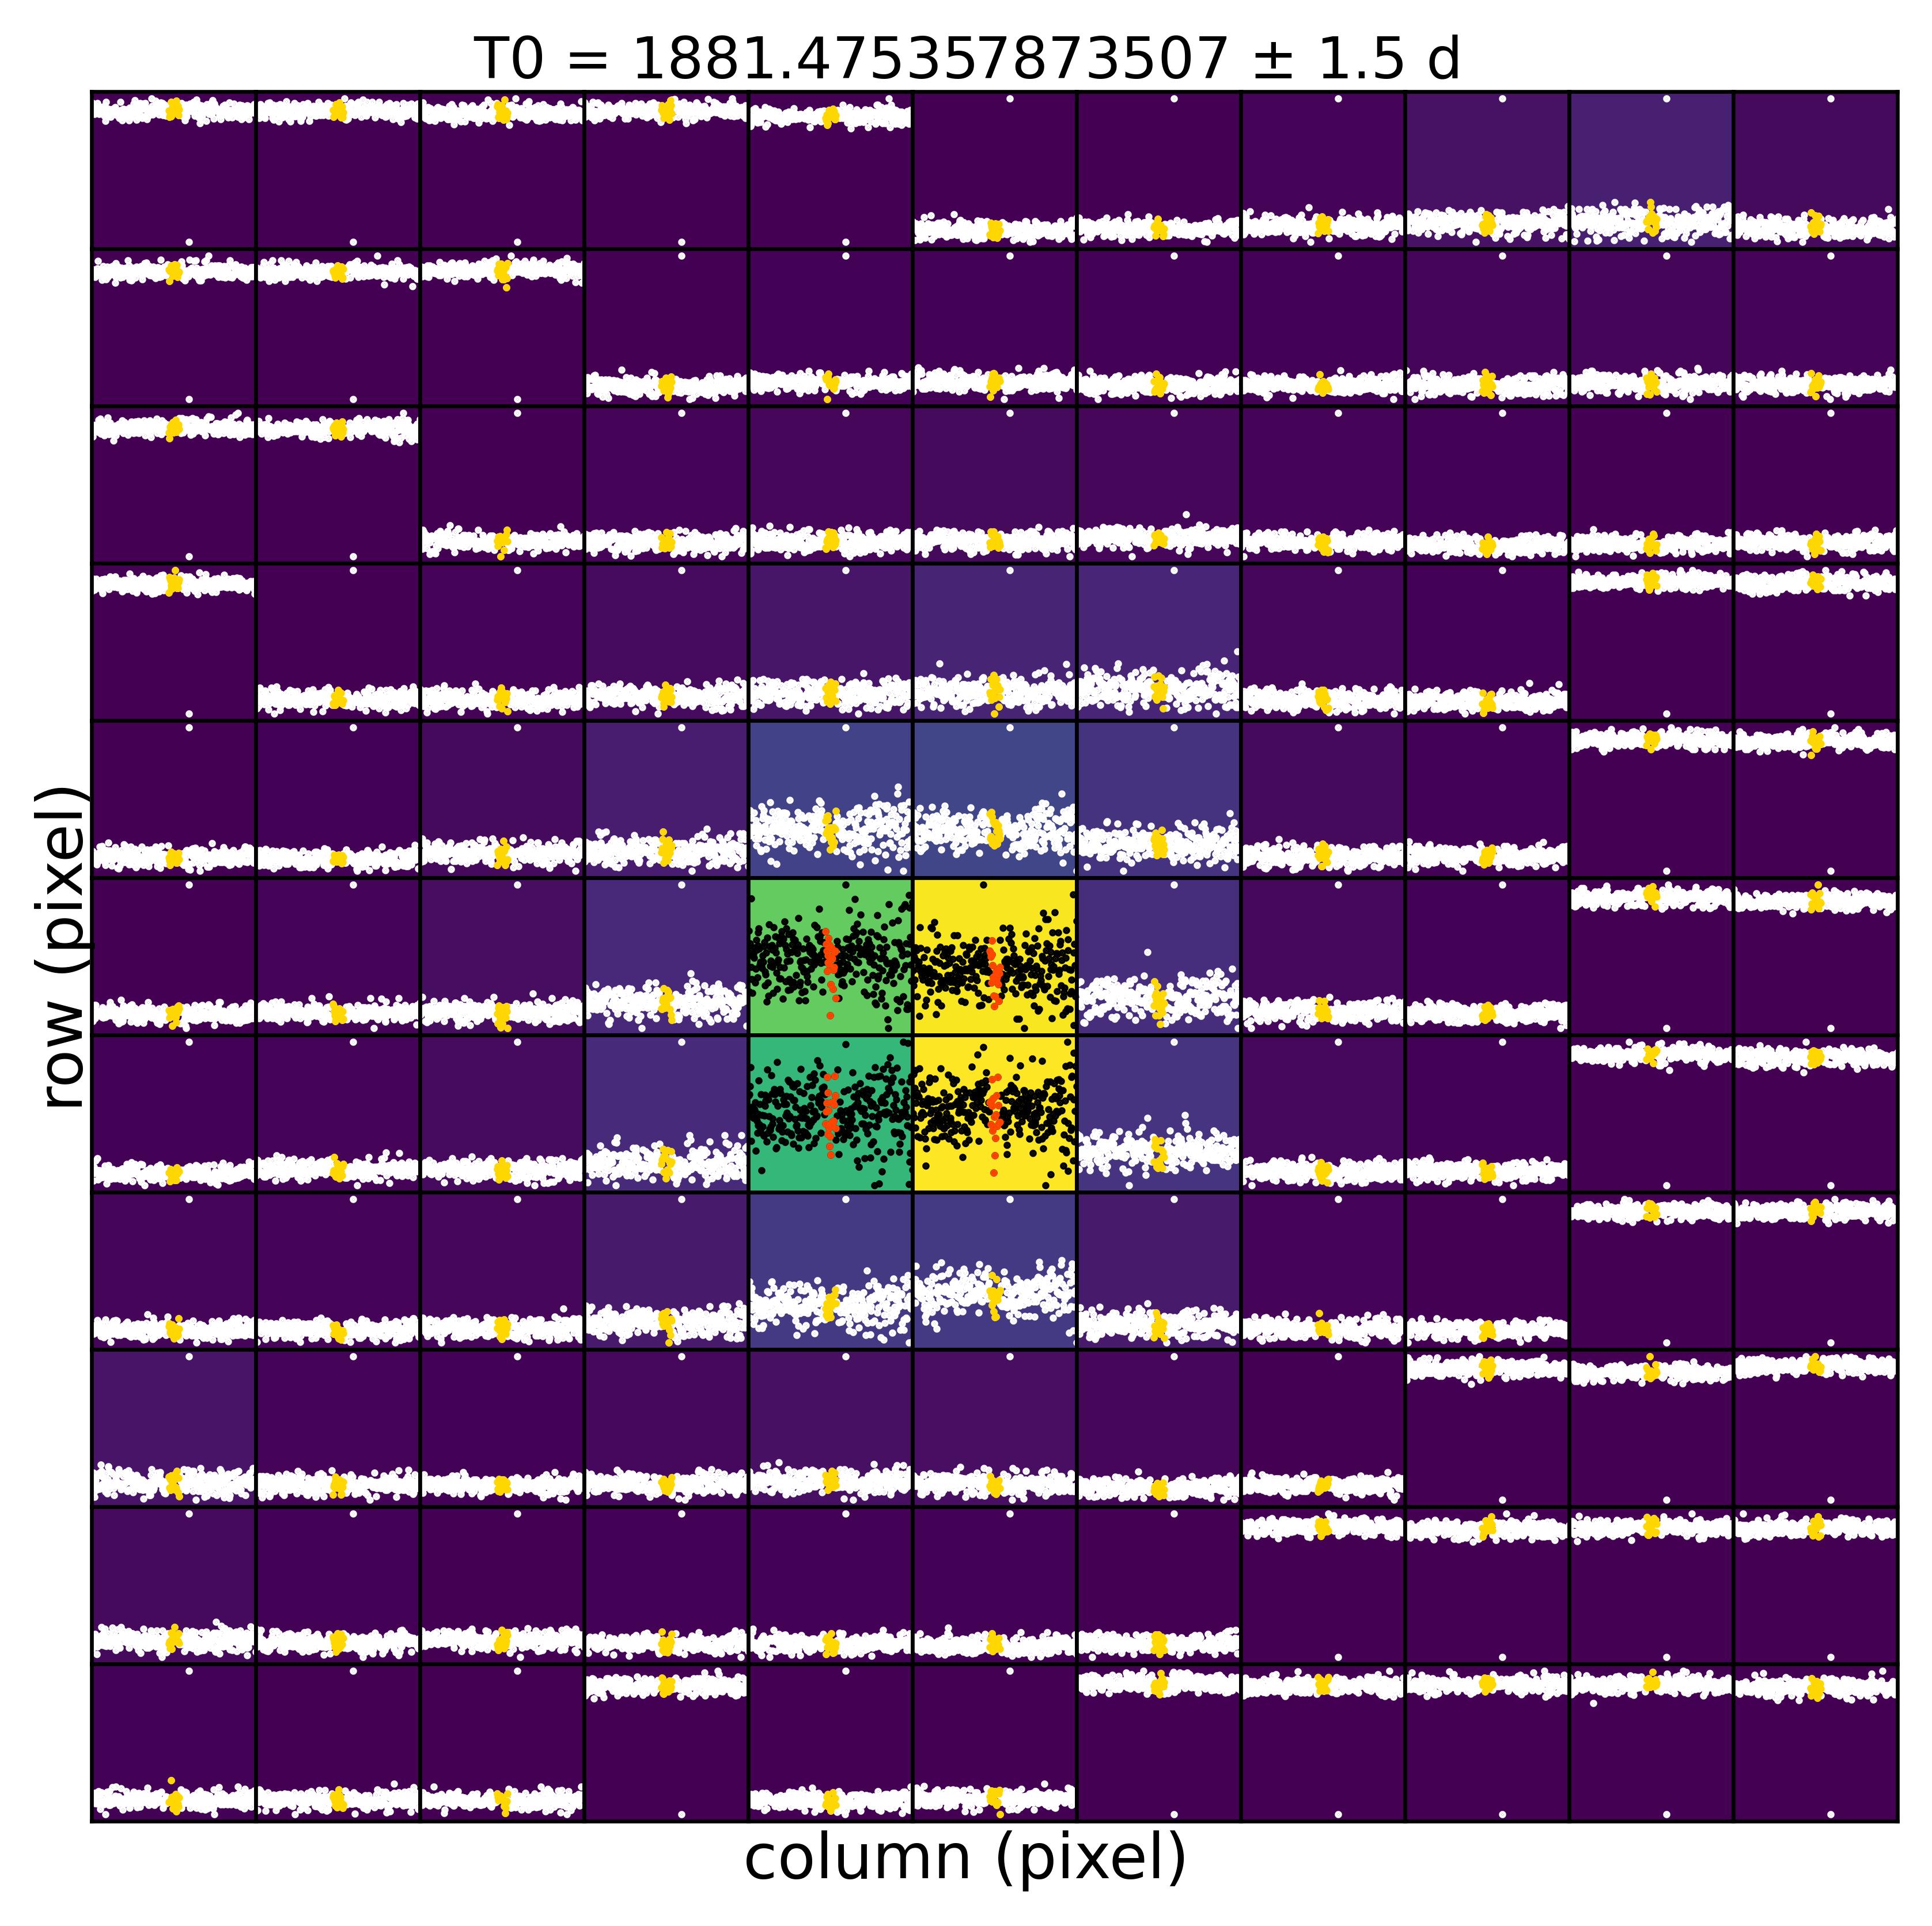 T0 = 1881.475357873507 ± 1.5 d
row (pixel)
column (pixel)